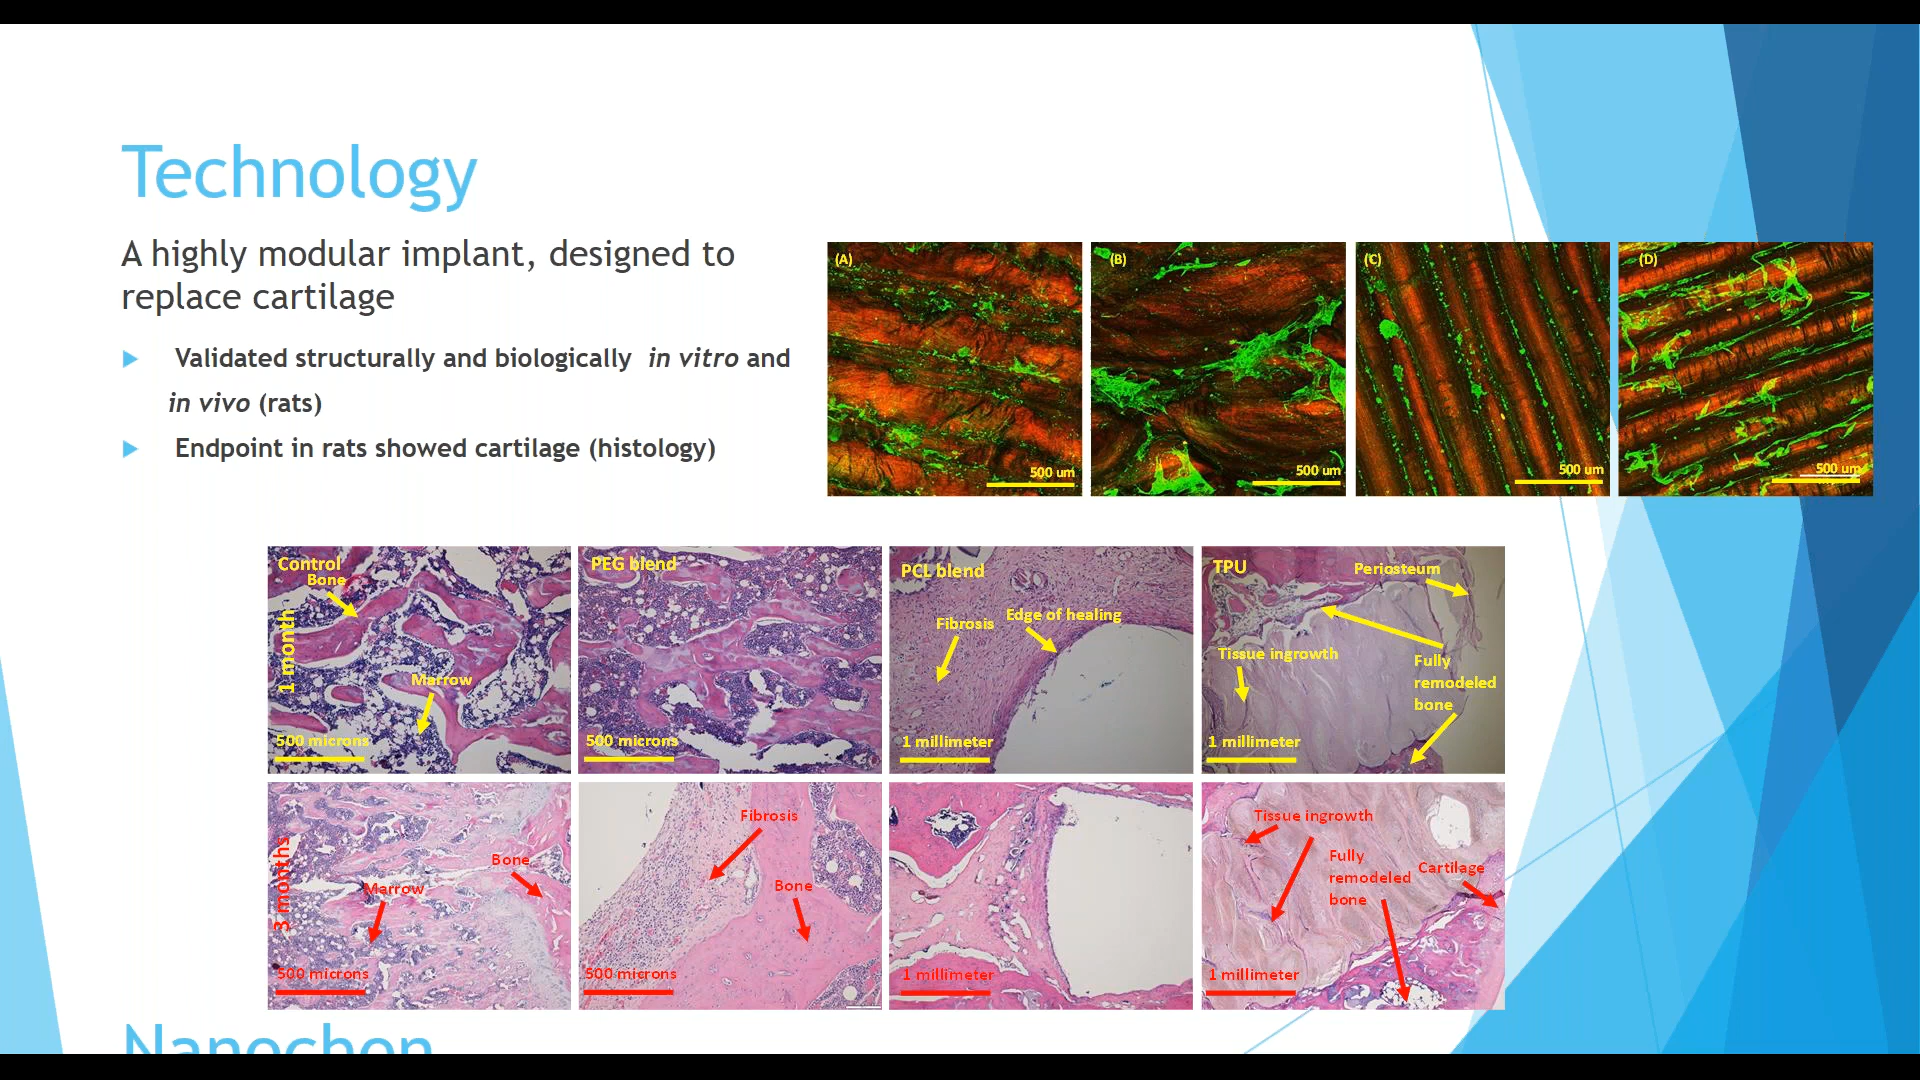 Technology
A highly modular implant, designed to
replace cartilage
Validated structurally and biologically in vitro and
in vivo (rats)
Endpoint in rats showed cartilage (histology)
(A)
500 um
(B)
500 um
(C)
500 um
(D)
500 um
1 month
Control
Bone
Marrow
500 microns
PEG blend
500 microns
PCL blend
Fibrosis
Edge of healing
1 millimeter
TPU
Periosteum
Tissue ingrowth
Fully
remodeled
bone
1 millimeter
3 months
Bone
Marrow
500 microns
Fibrosis
Bone
500 microns
1 millimeter
Tissue ingrowth
Fully
remodeled
bone
Cartilage
1 millimeter
Nanochon